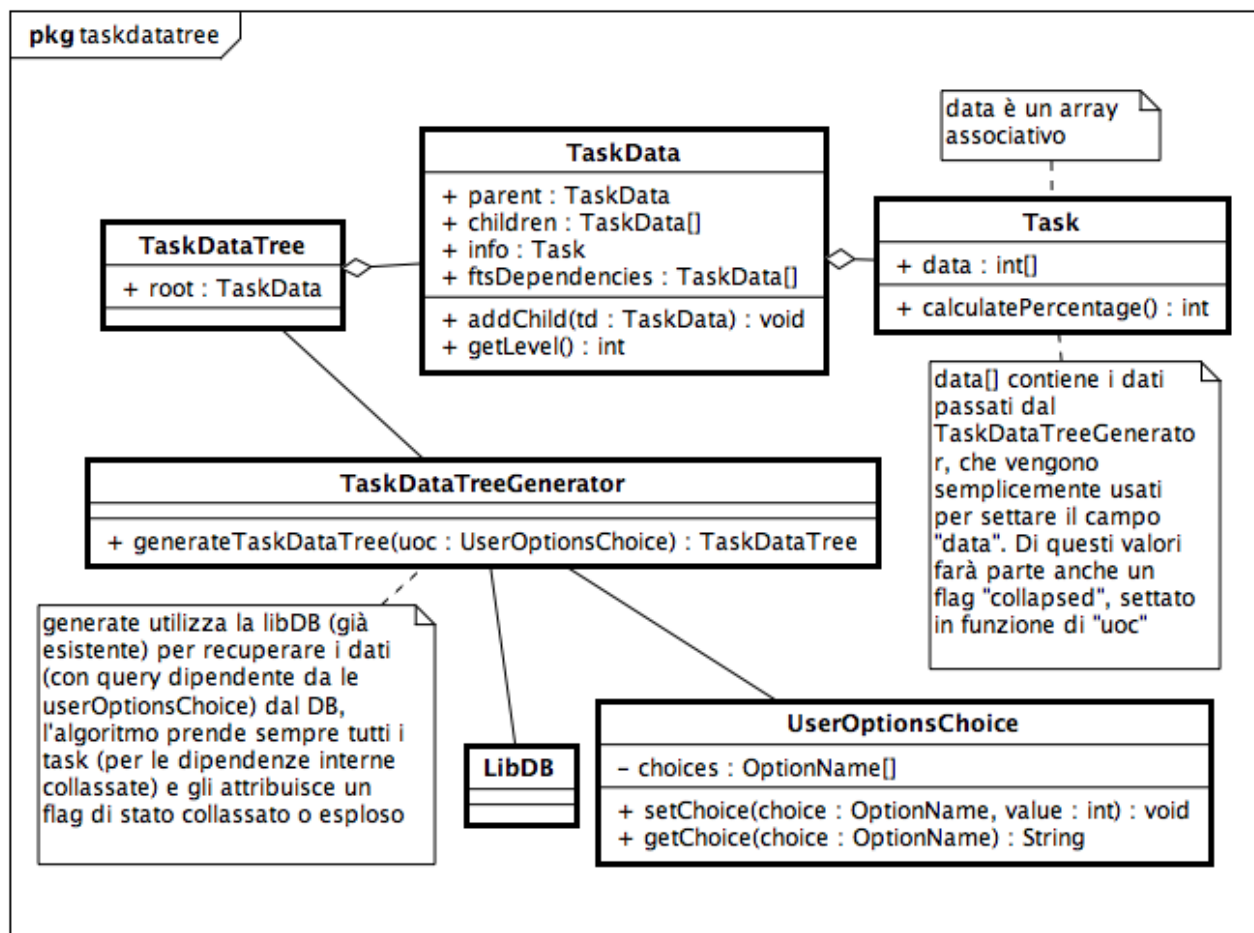 pkg taskdatatree
data è un array
associativo
TaskData
+ parent : TaskData
+ children : TaskData[]
+ info : Task
+ ftsDependencies : TaskData[]
+ addChild(td : TaskData) : void
+ getLevel() : int
TaskDataTree
+ root : TaskData
Task
+ data : int[]
+ calculatePercentage() : int
data[] contiene i dati
passati dal
TaskDataTreeGenerato
r, che vengono
semplicemente usati
per settare il campo
"data". Di questi valori
farà parte anche un
flag "collapsed", settato
in funzione di "uoc"
TaskDataTreeGenerator
+ generateTaskDataTree(uoc : UserOptionsChoice) : TaskDataTree
generate utilizza la libDB (già
esistente) per recuperare i dati
(con query dipendente da le
userOptionsChoice) dal DB,
l'algoritmo prende sempre tutti i
task (per le dipendenze interne
collassate) e gli attribuisce un
flag di stato collassato o esploso
LibDB
UserOptionsChoice
- choices : OptionName[]
+ setChoice(choice : OptionName, value : int) : void
+ getChoice(choice : OptionName) : String